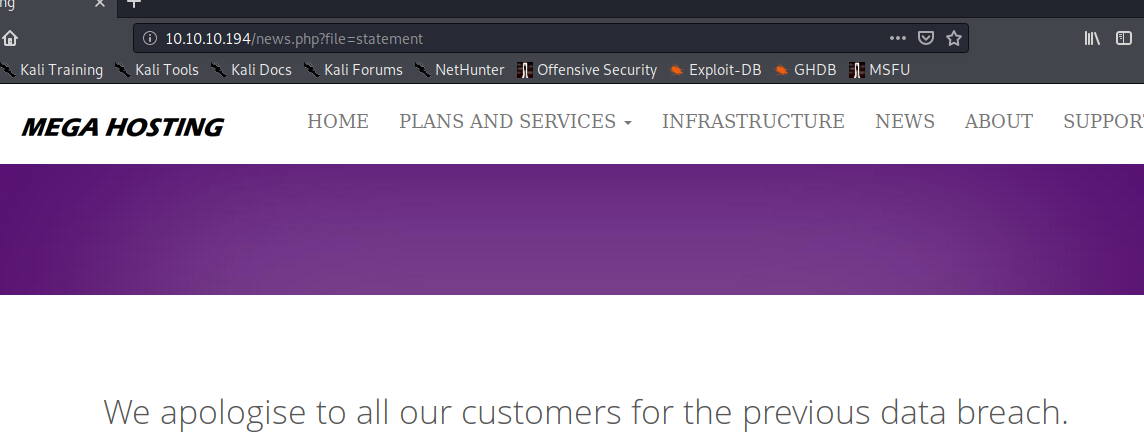 ng × +
10.10.10.194/news.php?file=statement
Kali Training Kali Tools Kali Docs Kali Forums NetHunter Offensive Security Exploit-DB GHDB MSFU
MEGA HOSTING HOME PLANS AND SERVICES INFRASTRUCTURE NEWS ABOUT SUPPORT
We apologise to all our customers for the previous data breach.